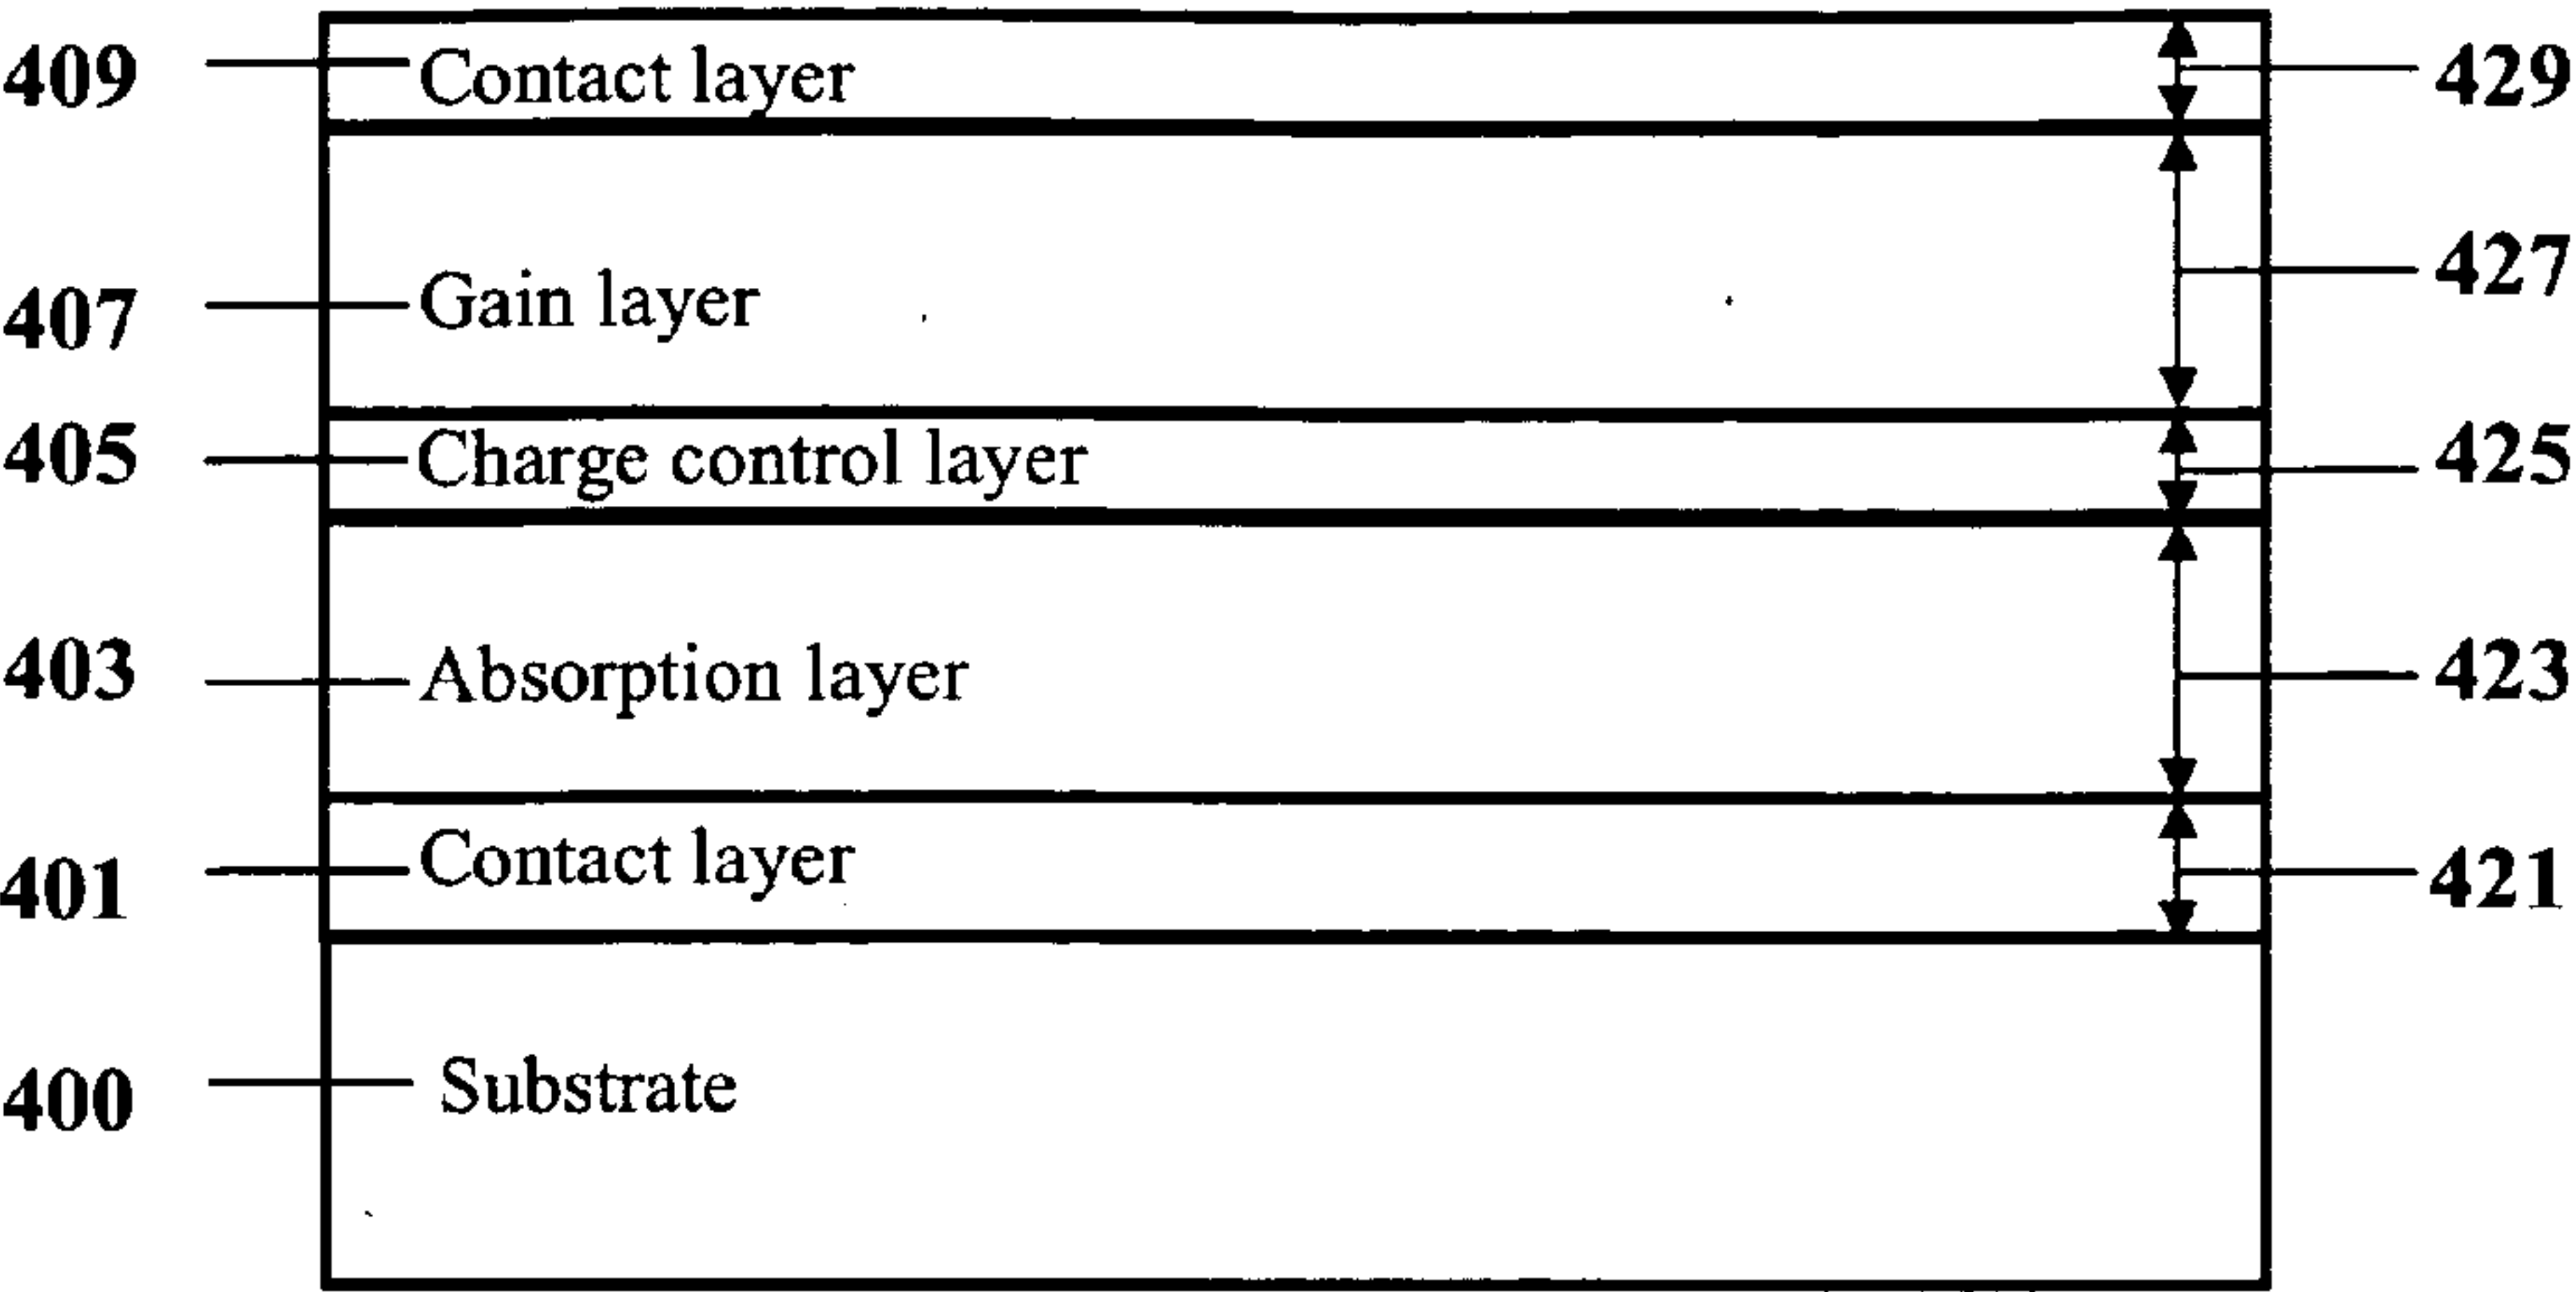 409 Contact layer 429
407 Gain layer 427
405 Charge control layer 425
403 Absorption layer 423
401 Contact layer 421
400 Substrate